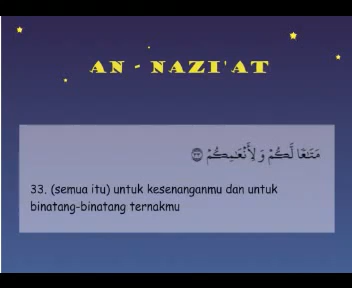 AN - NAZI'AT
مَتَـٰعًا لَّكُمْ وَلِأَنْعَـٰمِكُمْ ۝٣٣
33. (semua itu) untuk kesenanganmu dan untuk
binatang-binatang ternakmu